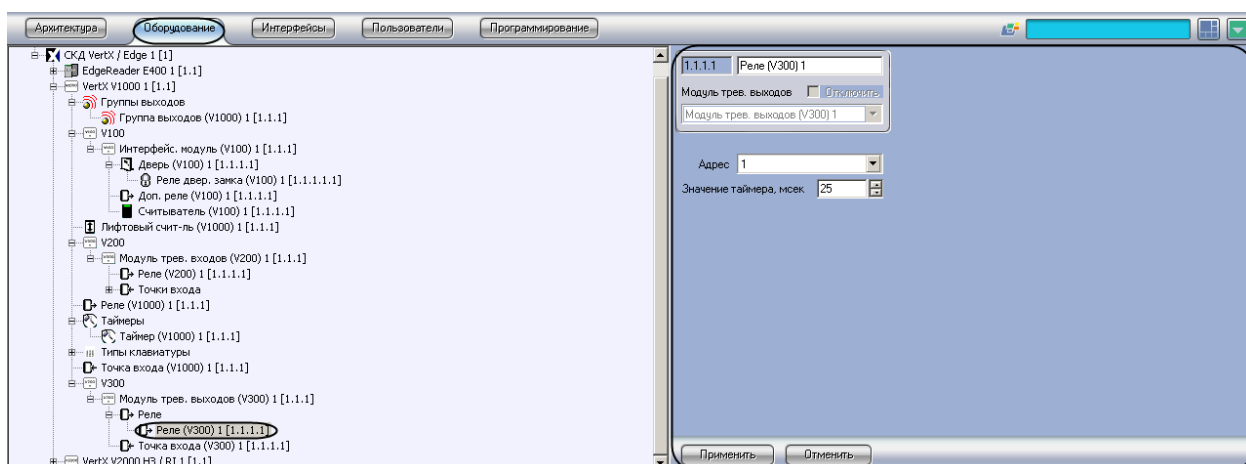 Архитектура Оборудование Интерфейсы Пользователи Программирование
СКД VertX / Edge 1 [1]
EdgeReader E400 1 [1.1]
VertX V1000 1 [1.1]
Группы выходов
Группа выходов (V1000) 1 [1.1.1]
V100
Интерфейс. модуль (V100) 1 [1.1.1]
Дверь (V100) 1 [1.1.1.1]
Реле двер. замка (V100) 1 [1.1.1.1.1]
Доп. реле (V100) 1 [1.1.1.1]
Считыватель (V100) 1 [1.1.1.1]
Лифтовый счит-ль (V1000) 1 [1.1.1]
V200
Модуль трев. входов (V200) 1 [1.1.1]
Реле (V200) 1 [1.1.1.1]
Точки входа
Реле (V1000) 1 [1.1.1]
Таймеры
Таймер (V1000) 1 [1.1.1]
Типы клавиатуры
Точка входа (V1000) 1 [1.1.1]
V300
Модуль трев. выходов (V300) 1 [1.1.1]
Реле
Реле (V300) 1 [1.1.1.1]
Точка входа (V300) 1 [1.1.1.1]
VertX V2000 H3 / RI 1 [1.1]
1.1.1.1 Реле (V300) 1
Модуль трев. выходов Отключить
Модуль трев. выходов (V300) 1
Адрес 1
Значение таймера, мсек 25
Применить Отменить